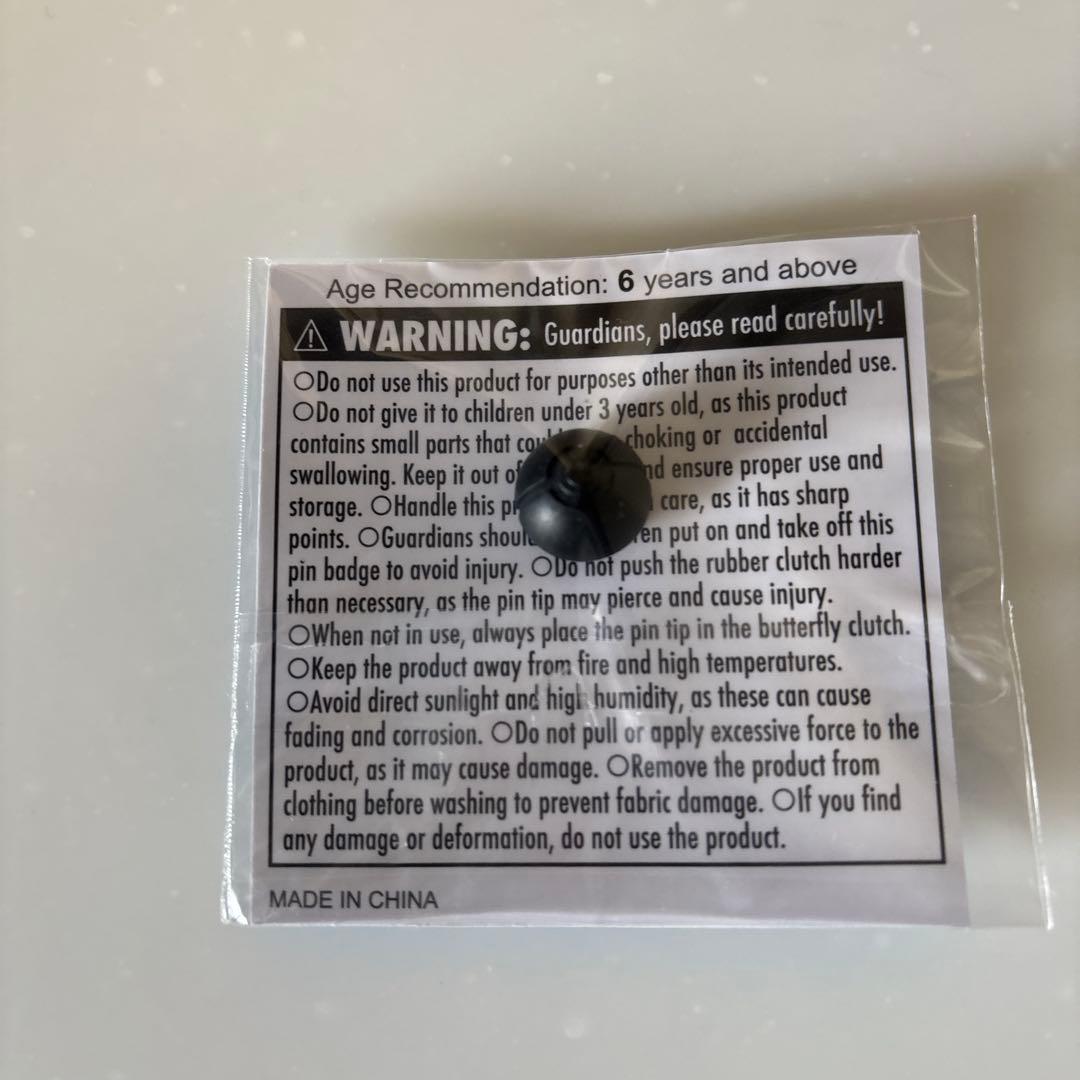 Age Recommendation: 6 years and above
⚠ WARNING: Guardians, please read carefully!
○Do not use this product for purposes other than its intended use.
○Do not give it to children under 3 years old, as this product
contains small parts that choking or accidental
swallowing. Keep it out of and ensure proper use and
storage. ○Handle this care, as it has sharp
points. ○Guardians put on and take off this
pin badge to avoid injury. ○Do not push the rubber clutch harder
than necessary, as the pin tip may pierce and cause injury.
○When not in use, always place the pin tip in the butterfly clutch.
○Keep the product away from fire and high temperatures.
○Avoid direct sunlight and high humidity, as these can cause
fading and corrosion. ○Do not pull or apply excessive force to the
product, as it may cause damage. ○Remove the product from
clothing before washing to prevent fabric damage. ○If you find
any damage or deformation, do not use the product.
MADE IN CHINA